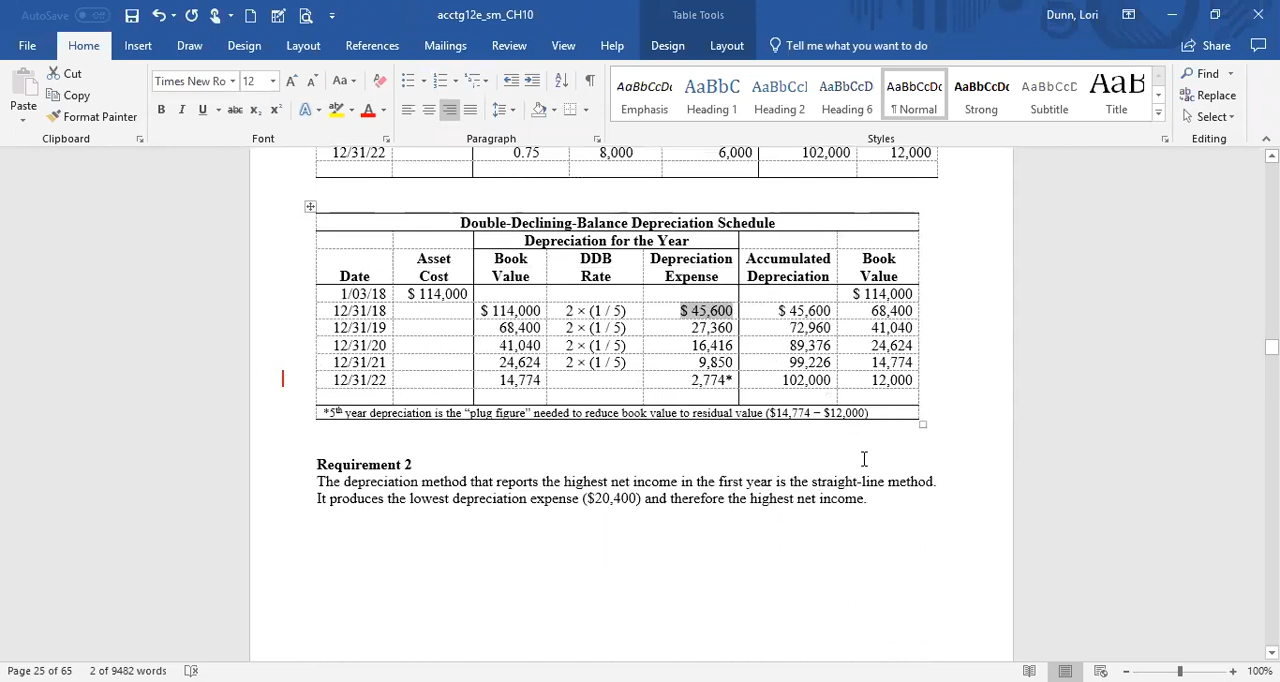 AutoSave Off acctg12e_sm_CH10 Table Tools Dunn, Lori
File Home Insert Draw Design Layout References Mailings Review View Help Design Layout Tell me what you want to do Share
Paste Cut Copy Format Painter
Times New Ro 12 A A Aa
B I U abc x₂ x² A A
AaBbCcDc AaBbC AaBbCcI AaBbCcD AaBbCcDc AaBbCcDc AaBbCcDc AaB
Emphasis Heading 1 Heading 2 Heading 6 ¶ Normal Strong Subtitle Title
Find Replace Select
Clipboard Font Paragraph Styles Editing
12/31/22 0.75 8,000 6,000 102,000 12,000
Double-Declining-Balance Depreciation Schedule
Depreciation for the Year
Asset Book DDB Depreciation Accumulated Book
Date Cost Value Rate Expense Depreciation Value
1/03/18 $ 114,000 $ 114,000
12/31/18 $ 114,000 2 × (1 / 5) $ 45,600 $ 45,600 68,400
12/31/19 68,400 2 × (1 / 5) 27,360 72,960 41,040
12/31/20 41,040 2 × (1 / 5) 16,416 89,376 24,624
12/31/21 24,624 2 × (1 / 5) 9,850 99,226 14,774
12/31/22 14,774 2,774* 102,000 12,000
*5th year depreciation is the “plug figure” needed to reduce book value to residual value ($14,774 − $12,000)
Requirement 2
The depreciation method that reports the highest net income in the first year is the straight-line method.
It produces the lowest depreciation expense ($20,400) and therefore the highest net income.
Page 25 of 65 2 of 9482 words 100%